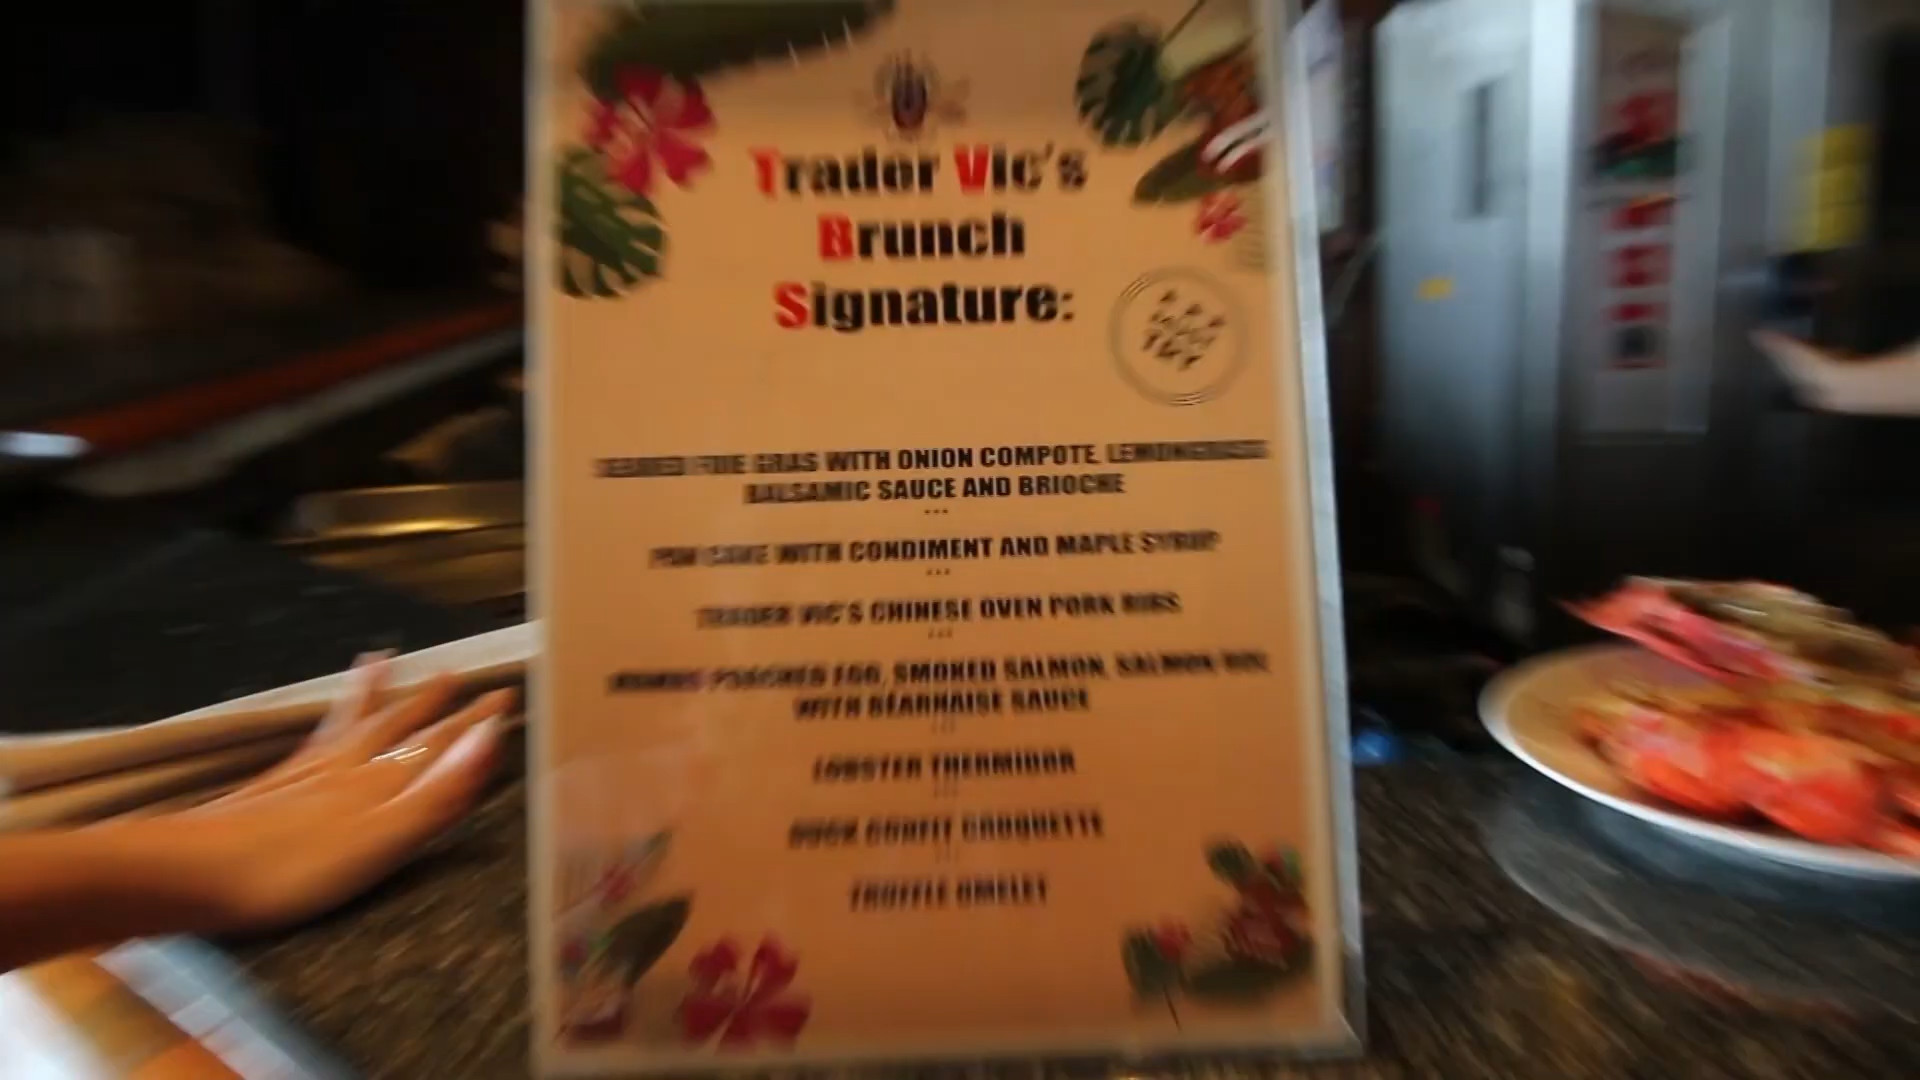 Trader Vic's
Brunch
Signature:
SEARED FOIE GRAS WITH ONION COMPOTE, LEMONGRASS
BALSAMIC SAUCE AND BRIOCHE
...
PAN CAKE WITH CONDIMENT AND MAPLE SYRUP
...
TRADER VIC'S CHINESE OVEN PORK RIBS
...
POACHED EGG, SMOKED SALMON, SALMON ROE
WITH BEARNAISE SAUCE
...
LOBSTER THERMIDOR
...
DUCK CONFIT CROQUETTE
...
TRUFFLE OMELET